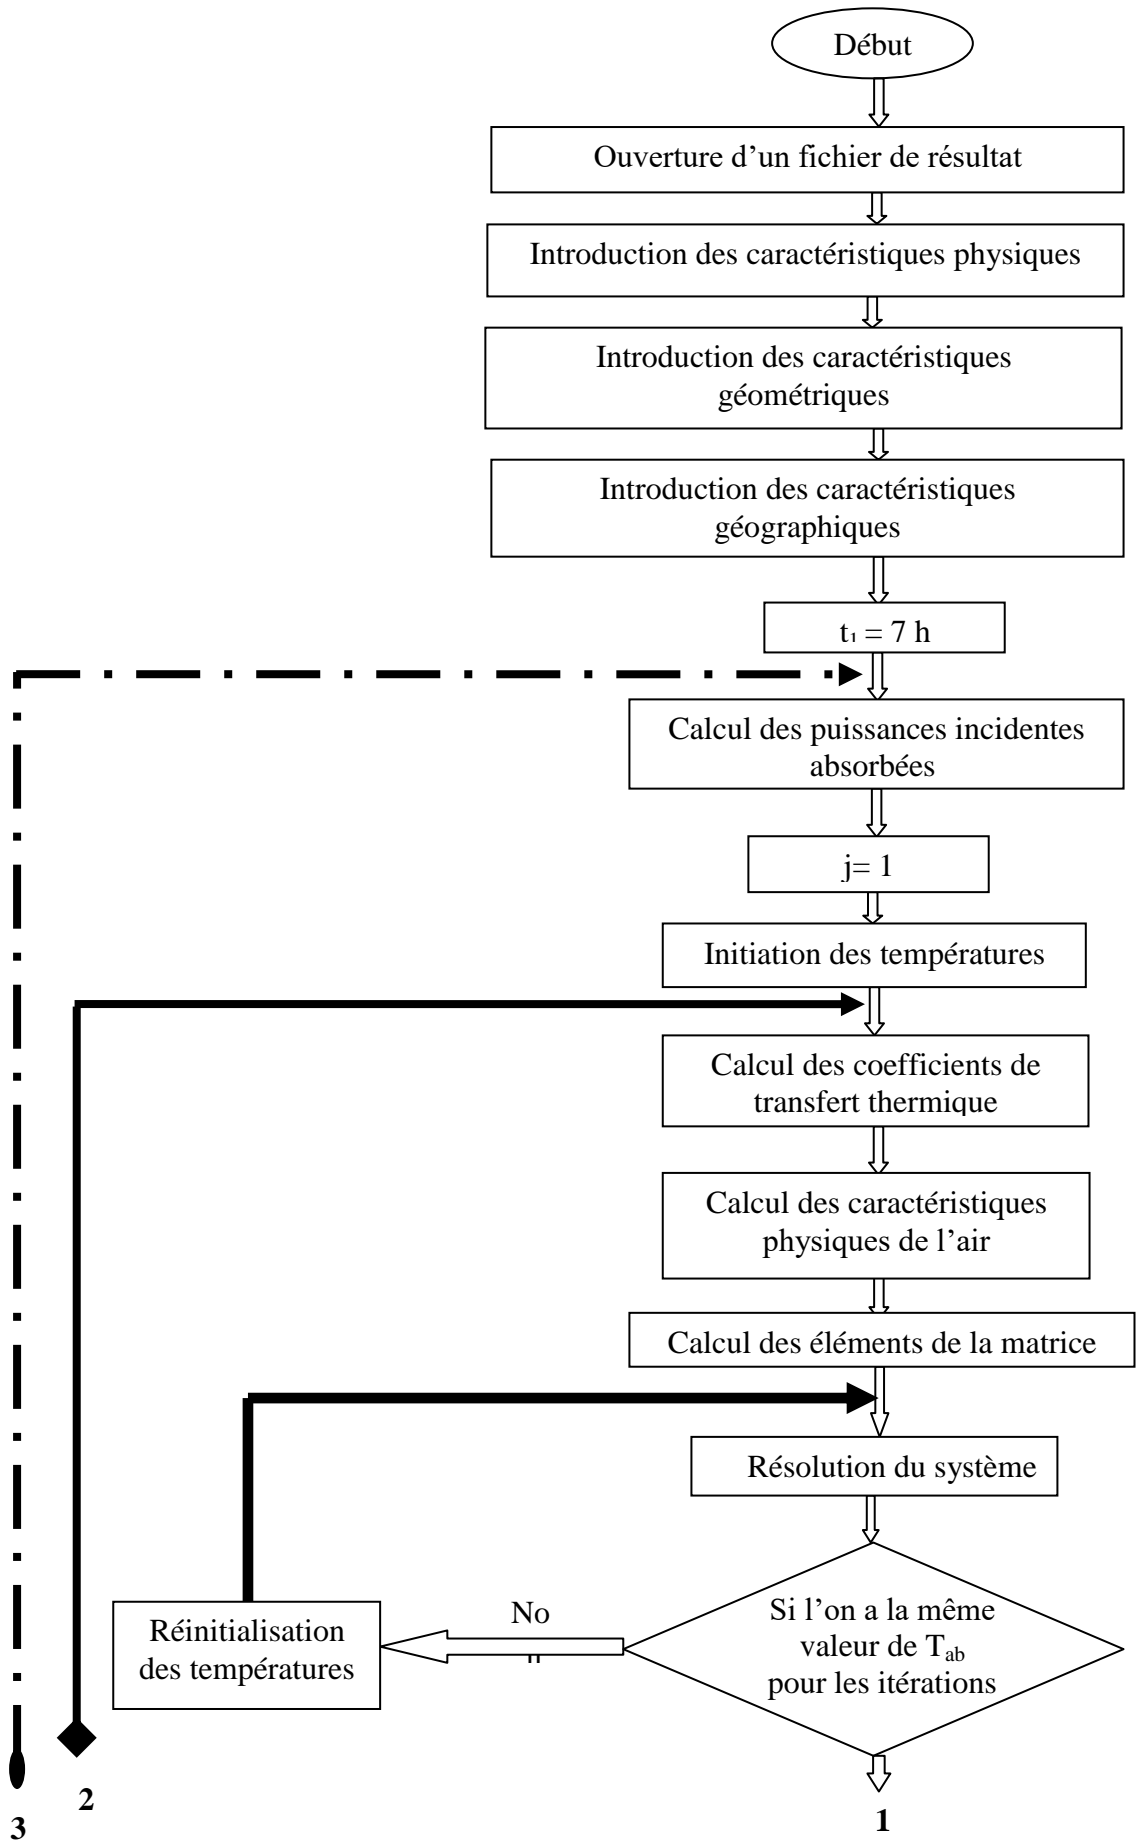 Début
Ouverture d’un fichier de résultat
Introduction des caractéristiques physiques
Introduction des caractéristiques
géométriques
Introduction des caractéristiques
géographiques
t₁ = 7 h
Calcul des puissances incidentes
absorbées
j= 1
Initiation des températures
Calcul des coefficients de
transfert thermique
Calcul des caractéristiques
physiques de l’air
Calcul des éléments de la matrice
Résolution du système
No
n
Réinitialisation
des températures
Si l’on a la même
valeur de Tab
pour les itérations
2
1
3